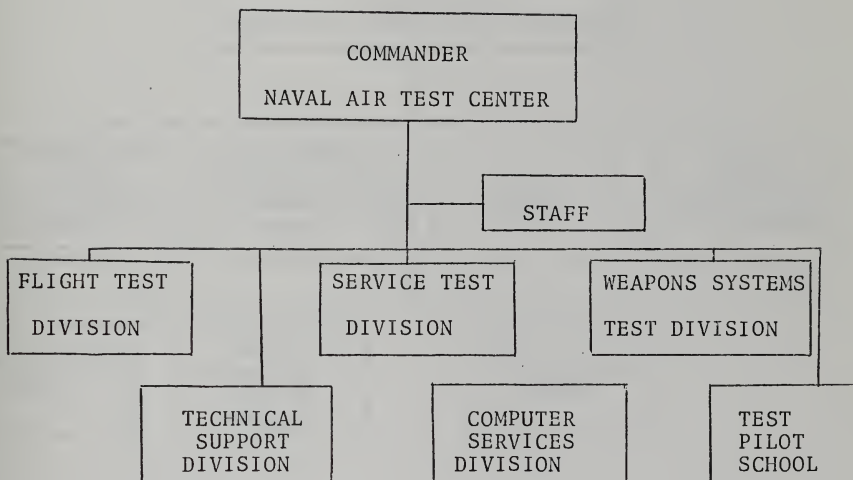 COMMANDER
NAVAL AIR TEST CENTER
STAFF
FLIGHT TEST
DIVISION
SERVICE TEST
DIVISION
WEAPONS SYSTEMS
TEST DIVISION
TECHNICAL
SUPPORT
DIVISION
COMPUTER
SERVICES
DIVISION
TEST
PILOT
SCHOOL